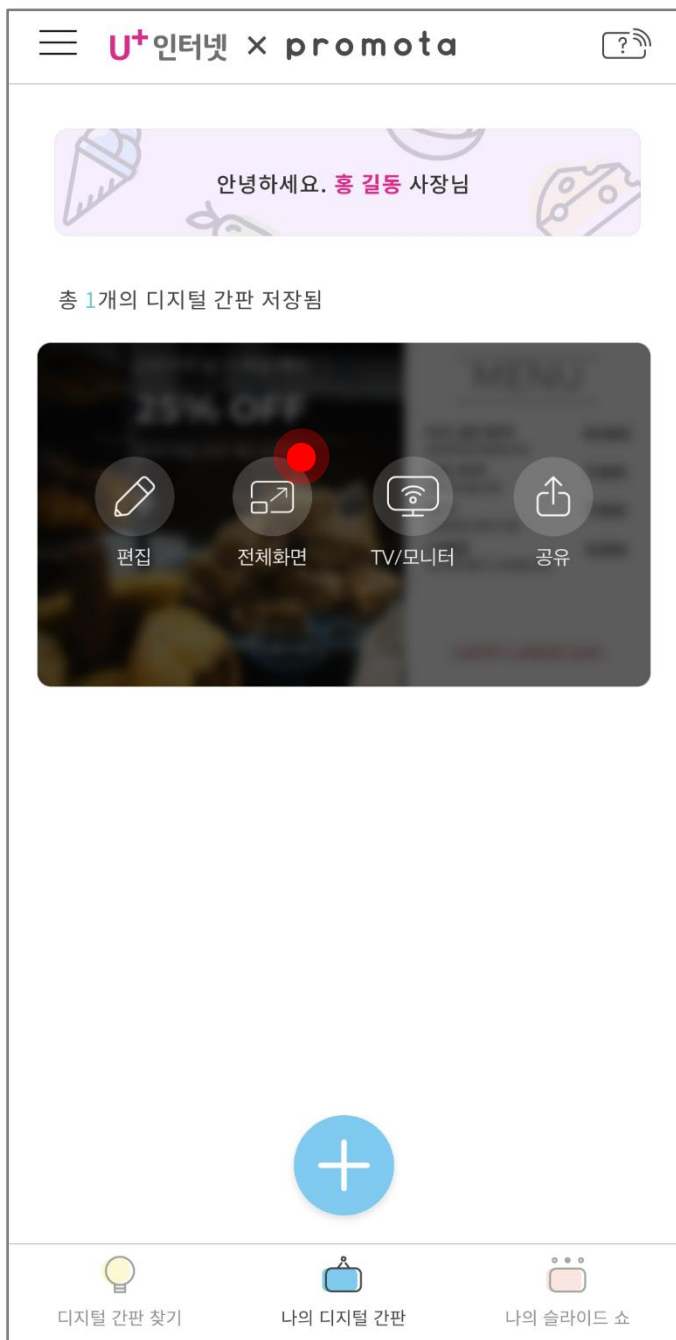 U+인터넷 × promota
?
안녕하세요. 홍 길동 사장님
총 1개의 디지털 간판 저장됨
25% OFF
MENU
편집
전체화면
TV/모니터
공유
디지털 간판 찾기
나의 디지털 간판
나의 슬라이드 쇼